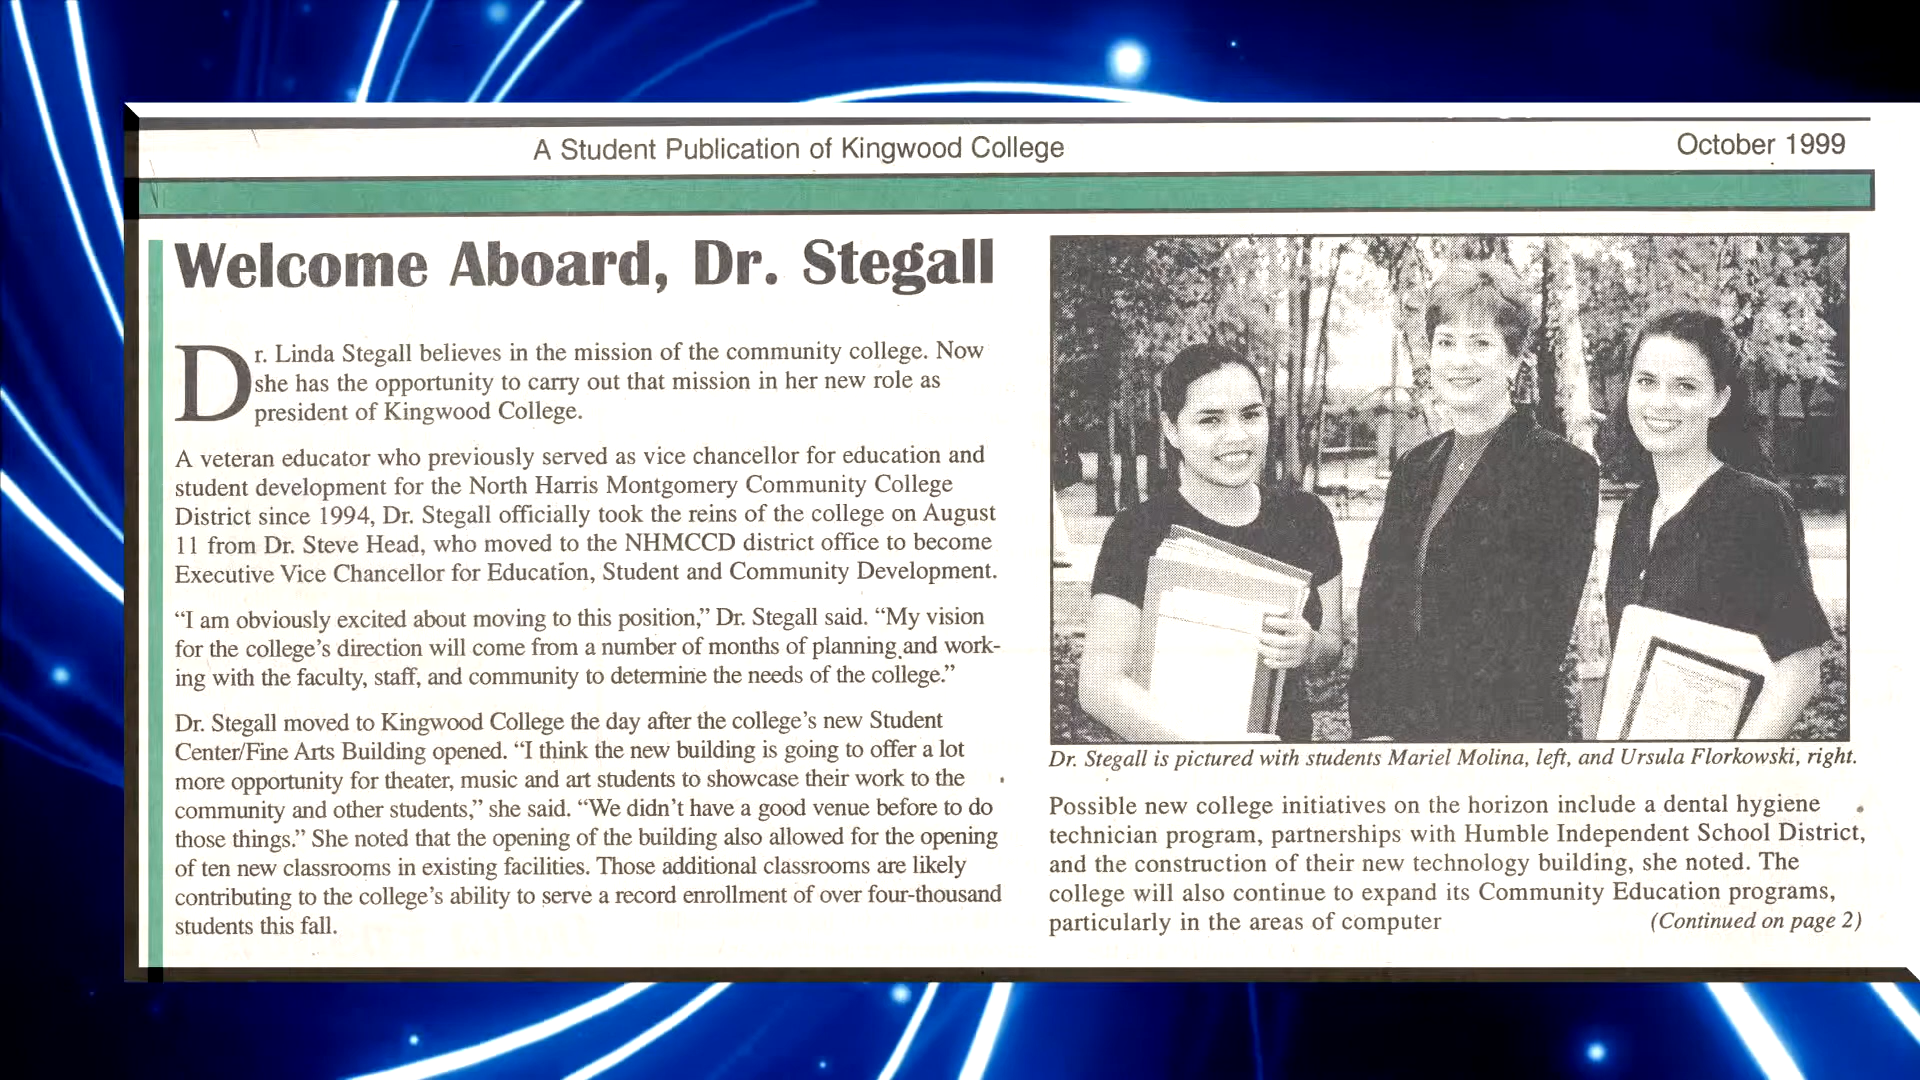 A Student Publication of Kingwood College
October 1999
Welcome Aboard, Dr. Stegall
Dr. Linda Stegall believes in the mission of the community college. Now
she has the opportunity to carry out that mission in her new role as
president of Kingwood College.
A veteran educator who previously served as vice chancellor for education and
student development for the North Harris Montgomery Community College
District since 1994, Dr. Stegall officially took the reins of the college on August
11 from Dr. Steve Head, who moved to the NHMCCD district office to become
Executive Vice Chancellor for Education, Student and Community Development.
“I am obviously excited about moving to this position,” Dr. Stegall said. “My vision
for the college’s direction will come from a number of months of planning and work-
ing with the faculty, staff, and community to determine the needs of the college.”
Dr. Stegall moved to Kingwood College the day after the college’s new Student
Center/Fine Arts Building opened. “I think the new building is going to offer a lot
more opportunity for theater, music and art students to showcase their work to the
community and other students,” she said. “We didn’t have a good venue before to do
those things.” She noted that the opening of the building also allowed for the opening
of ten new classrooms in existing facilities. Those additional classrooms are likely
contributing to the college’s ability to serve a record enrollment of over four-thousand
students this fall.
Dr. Stegall is pictured with students Mariel Molina, left, and Ursula Florkowski, right.
Possible new college initiatives on the horizon include a dental hygiene
technician program, partnerships with Humble Independent School District,
and the construction of their new technology building, she noted. The
college will also continue to expand its Community Education programs,
particularly in the areas of computer
(Continued on page 2)